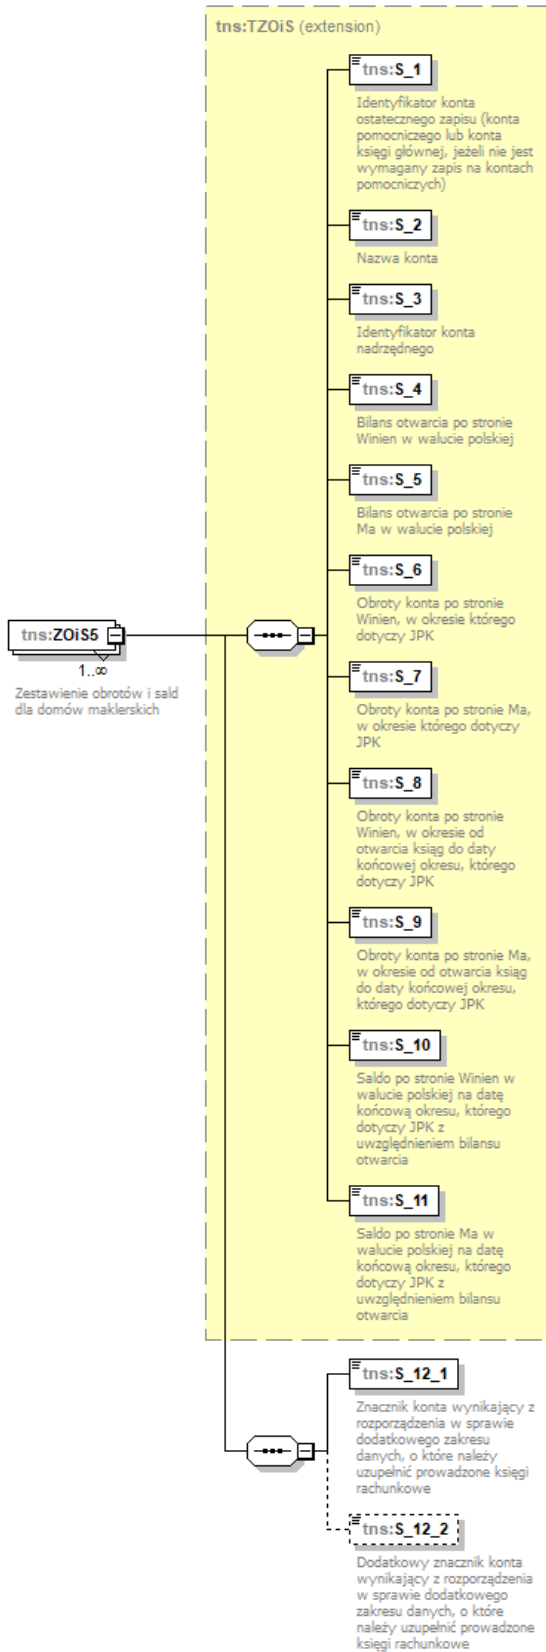 tns:TZOiS (extension)
tns:S_1
Identyfikator konta
ostatecznego zapisu (konta
pomocniczego lub konta
księgi głównej, jeżeli nie jest
wymagany zapis na kontach
pomocniczych)
tns:S_2
Nazwa konta
tns:S_3
Identyfikator konta
nadrzędnego
tns:S_4
Bilans otwarcia po stronie
Winien w walucie polskiej
tns:S_5
Bilans otwarcia po stronie
Ma w walucie polskiej
tns:S_6
Obroty konta po stronie
Winien, w okresie którego
dotyczy JPK
tns:ZOiS5
1..∞
Zestawienie obrotów i sald
dla domów maklerskich
tns:S_7
Obroty konta po stronie Ma,
w okresie którego dotyczy
JPK
tns:S_8
Obroty konta po stronie
Winien, w okresie od
otwarcia ksiąg do daty
końcowej okresu, którego
dotyczy JPK
tns:S_9
Obroty konta po stronie Ma,
w okresie od otwarcia ksiąg
do daty końcowej okresu,
którego dotyczy JPK
tns:S_10
Saldo po stronie Winien w
walucie polskiej na datę
końcową okresu, którego
dotyczy JPK z
uwzględnieniem bilansu
otwarcia
tns:S_11
Saldo po stronie Ma w
walucie polskiej na datę
końcową okresu, którego
dotyczy JPK z
uwzględnieniem bilansu
otwarcia
tns:S_12_1
Znacznik konta wynikający z
rozporządzenia w sprawie
dodatkowego zakresu
danych, o które należy
uzupełnić prowadzone księgi
rachunkowe
tns:S_12_2
Dodatkowy znacznik konta
wynikający z rozporządzenia
w sprawie dodatkowego
zakresu danych, o które
należy uzupełnić prowadzone
księgi rachunkowe